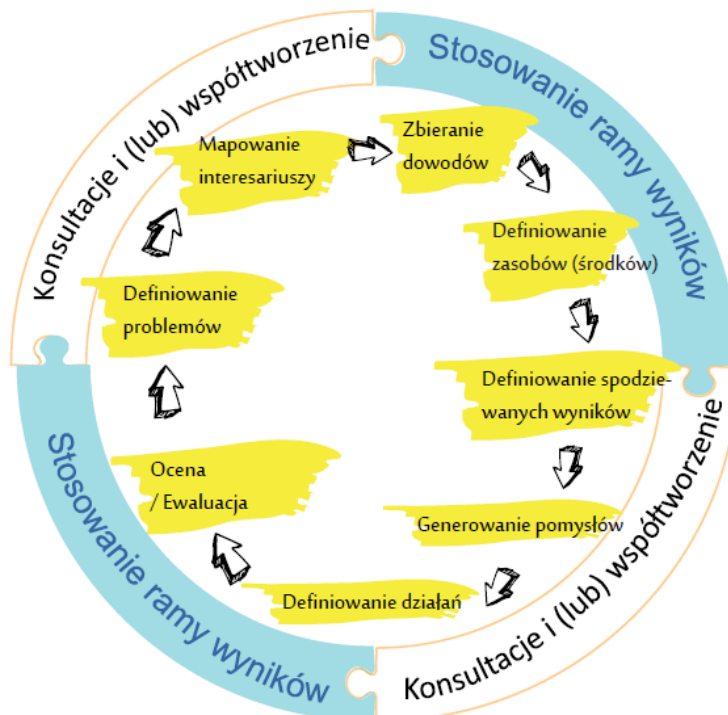 Konsultacje i (lub) współtworzenie
Stosowanie ramy wyników
Mapowanie
interesariuszy
Zbieranie
dowodów
Definiowanie
zasobów (środków)
Definiowanie spodzie-
wanych wyników
Generowanie pomysłów
Definiowanie działań
Ocena
/ Ewaluacja
Definiowanie
problemów
Konsultacje i (lub) współtworzenie
Stosowanie ramy wyników